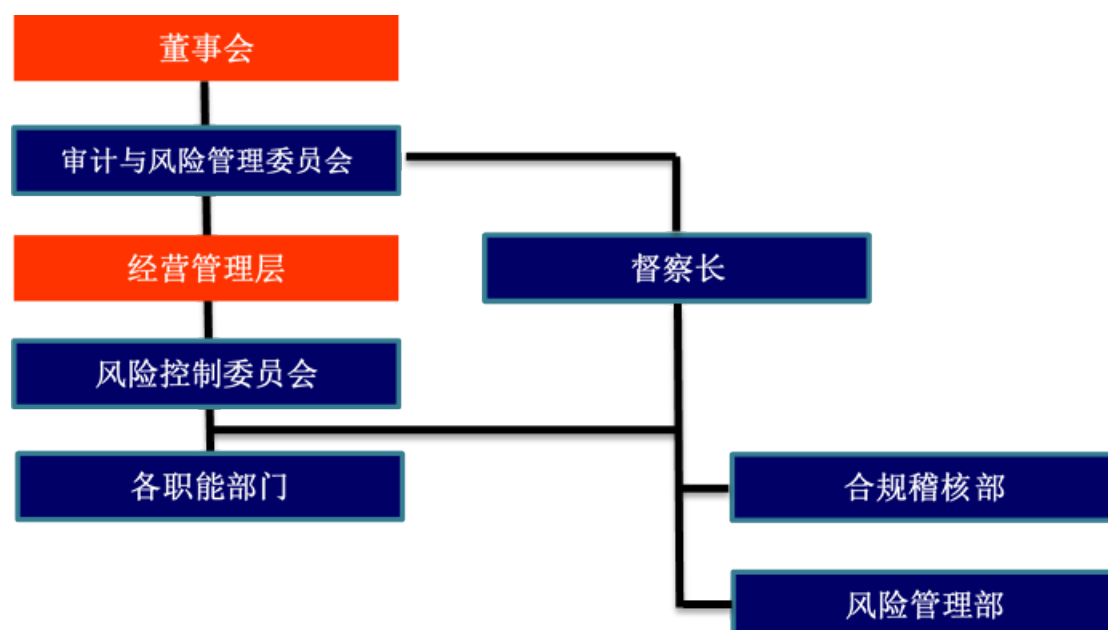 董事会
审计与风险管理委员会
经营管理层
督察长
风险控制委员会
各职能部门
合规稽核部
风险管理部